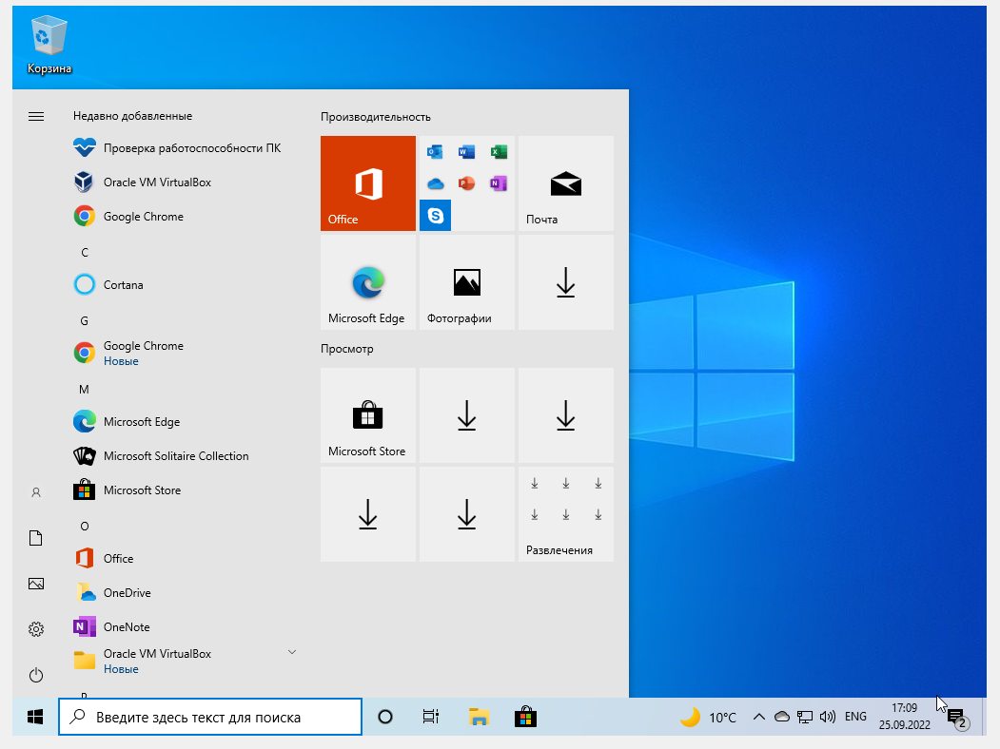 Корзина
Недавно добавленные
Проверка работоспособности ПК
Oracle VM VirtualBox
Google Chrome
C
Cortana
G
Google Chrome
Новые
M
Microsoft Edge
Microsoft Solitaire Collection
Microsoft Store
O
Office
OneDrive
OneNote
Oracle VM VirtualBox
Новые
Производительность
Office
Почта
Microsoft Edge
Фотографии
Просмотр
Microsoft Store
Развлечения
Введите здесь текст для поиска
10°C
ENG
17:09
25.09.2022
2